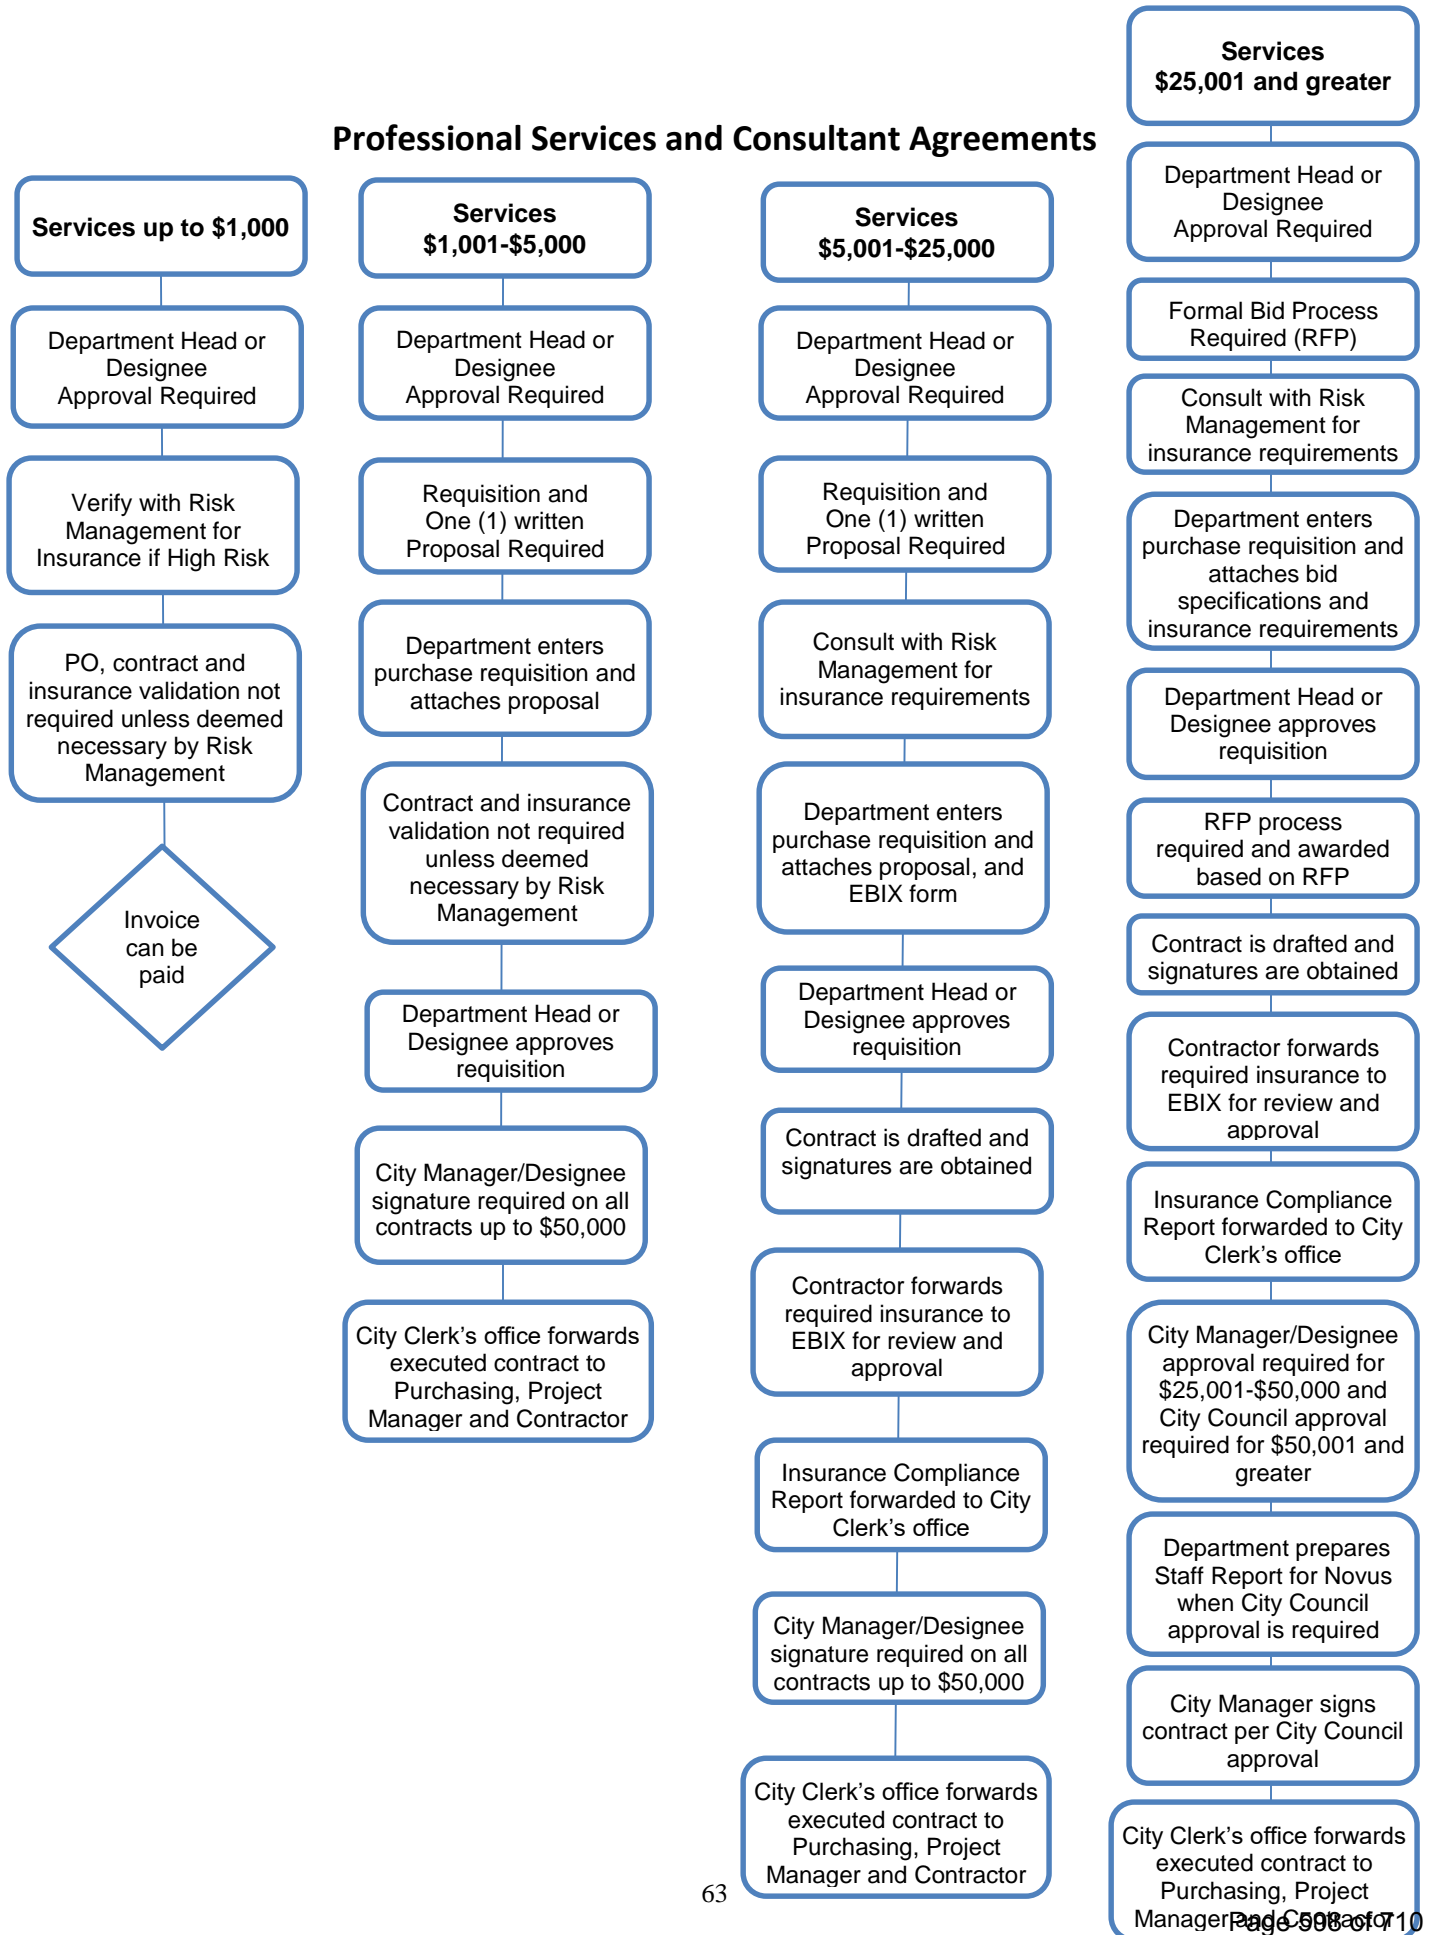 Professional Services and Consultant Agreements
Services up to $1,000
Department Head or
Designee
Approval Required
Verify with Risk
Management for
Insurance if High Risk
PO, contract and
insurance validation not
required unless deemed
necessary by Risk
Management
Invoice
can be
paid
Services
$1,001-$5,000
Department Head or
Designee
Approval Required
Requisition and
One (1) written
Proposal Required
Department enters
purchase requisition and
attaches proposal
Contract and insurance
validation not required
unless deemed
necessary by Risk
Management
Department Head or
Designee approves
requisition
City Manager/Designee
signature required on all
contracts up to $50,000
City Clerk’s office forwards
executed contract to
Purchasing, Project
Manager and Contractor
Services
$5,001-$25,000
Department Head or
Designee
Approval Required
Requisition and
One (1) written
Proposal Required
Consult with Risk
Management for
insurance requirements
Department enters
purchase requisition and
attaches proposal, and
EBIX form
Department Head or
Designee approves
requisition
Contract is drafted and
signatures are obtained
Contractor forwards
required insurance to
EBIX for review and
approval
Insurance Compliance
Report forwarded to City
Clerk’s office
City Manager/Designee
signature required on all
contracts up to $50,000
City Clerk’s office forwards
executed contract to
Purchasing, Project
Manager and Contractor
Services
$25,001 and greater
Department Head or
Designee
Approval Required
Formal Bid Process
Required (RFP)
Consult with Risk
Management for
insurance requirements
Department enters
purchase requisition and
attaches bid
specifications and
insurance requirements
Department Head or
Designee approves
requisition
RFP process
required and awarded
based on RFP
Contract is drafted and
signatures are obtained
Contractor forwards
required insurance to
EBIX for review and
approval
Insurance Compliance
Report forwarded to City
Clerk’s office
City Manager/Designee
approval required for
$25,001-$50,000 and
City Council approval
required for $50,001 and
greater
Department prepares
Staff Report for Novus
when City Council
approval is required
City Manager signs
contract per City Council
approval
City Clerk’s office forwards
executed contract to
Purchasing, Project
Manager and Contractor
63
Page 598 of 710